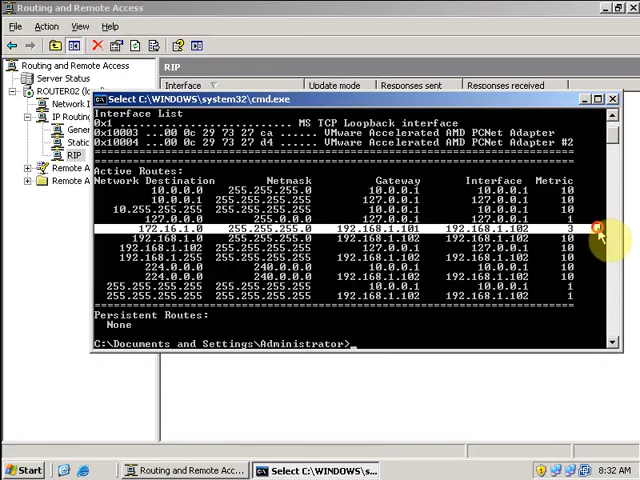 Routing and Remote Access
File Action View Help
Routing and Remote Access
Server Status
ROUTER02 (lo
Network I
IP Routing
Gener
Static
RIP
Remote A
Remote A
RIP
Interface Update mode Responses sent Responses received
Select C:\WINDOWS\system32\cmd.exe
Interface List
0x1 ........................... MS TCP Loopback interface
0x10003 ...00 0c 29 73 27 ca ...... VMware Accelerated AMD PCNet Adapter
0x10004 ...00 0c 29 73 27 d4 ...... VMware Accelerated AMD PCNet Adapter #2
===========================================================================
===========================================================================
Active Routes:
Network Destination Netmask Gateway Interface Metric
10.0.0.0 255.255.255.0 10.0.0.1 10.0.0.1 10
10.0.0.1 255.255.255.255 127.0.0.1 127.0.0.1 10
10.255.255.255 255.255.255.255 10.0.0.1 10.0.0.1 10
127.0.0.0 255.0.0.0 127.0.0.1 127.0.0.1 1
172.16.1.0 255.255.255.0 192.168.1.101 192.168.1.102 3
192.168.1.0 255.255.255.0 192.168.1.102 192.168.1.102 10
192.168.1.102 255.255.255.255 127.0.0.1 127.0.0.1 10
192.168.1.255 255.255.255.255 192.168.1.102 192.168.1.102 10
224.0.0.0 240.0.0.0 10.0.0.1 10.0.0.1 10
224.0.0.0 240.0.0.0 192.168.1.102 192.168.1.102 10
255.255.255.255 255.255.255.255 10.0.0.1 10.0.0.1 1
255.255.255.255 255.255.255.255 192.168.1.102 192.168.1.102 1
===========================================================================
Persistent Routes:
None
C:\Documents and Settings\Administrator>_
Start Routing and Remote Acc... Select C:\WINDOWS\s... 8:32 AM